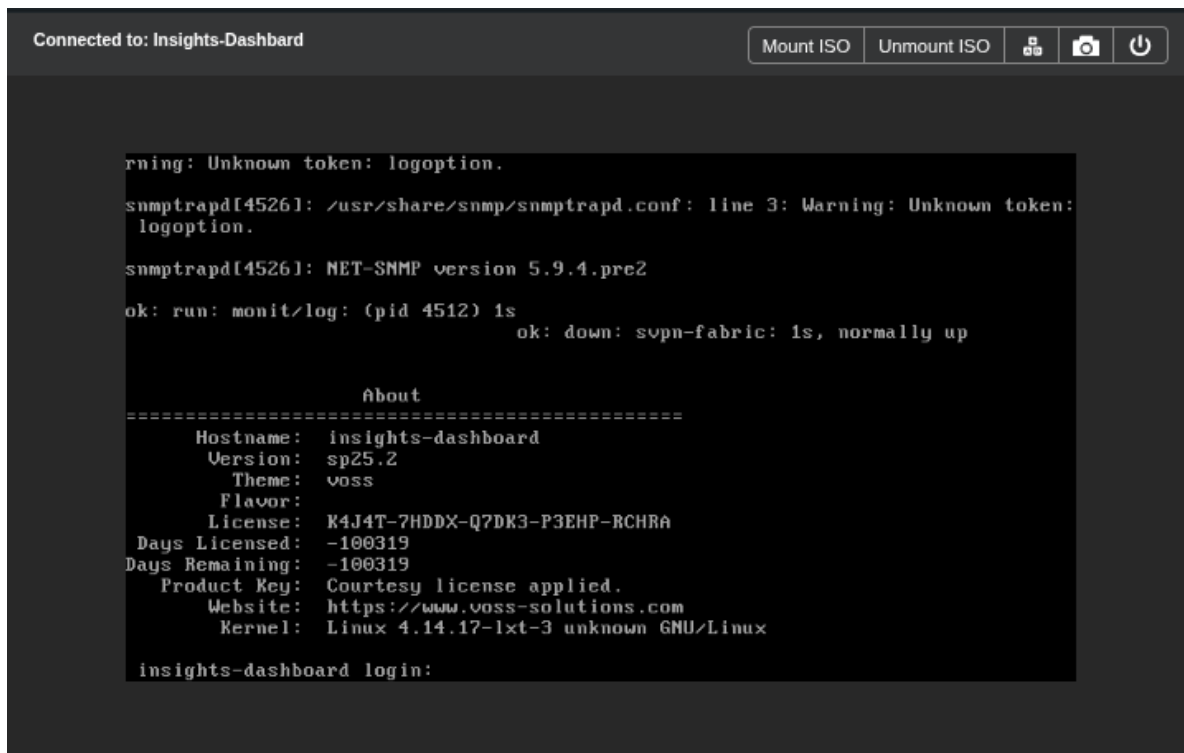 Connected to: Insights-Dashbard
Mount ISO
Unmount ISO
rning: Unknown token: logoption.
snmptrapd[4526]: /usr/share/snmp/snmptrapd.conf: line 3: Warning: Unknown token:
logoption.
snmptrapd[4526]: NET-SNMP version 5.9.4.pre2
ok: run: monit/log: (pid 4512) 1s
ok: down: svpn-fabric: 1s, normally up
About
===============================================
Hostname: insights-dashboard
Version: sp25.2
Theme: voss
Flavor:
License: K4J4T-7HDDX-Q7DK3-P3EHP-RCHRA
Days Licensed: -100319
Days Remaining: -100319
Product Key: Courtesy license applied.
Website: https://www.voss-solutions.com
Kernel: Linux 4.14.17-lxt-3 unknown GNU/Linux
insights-dashboard login: